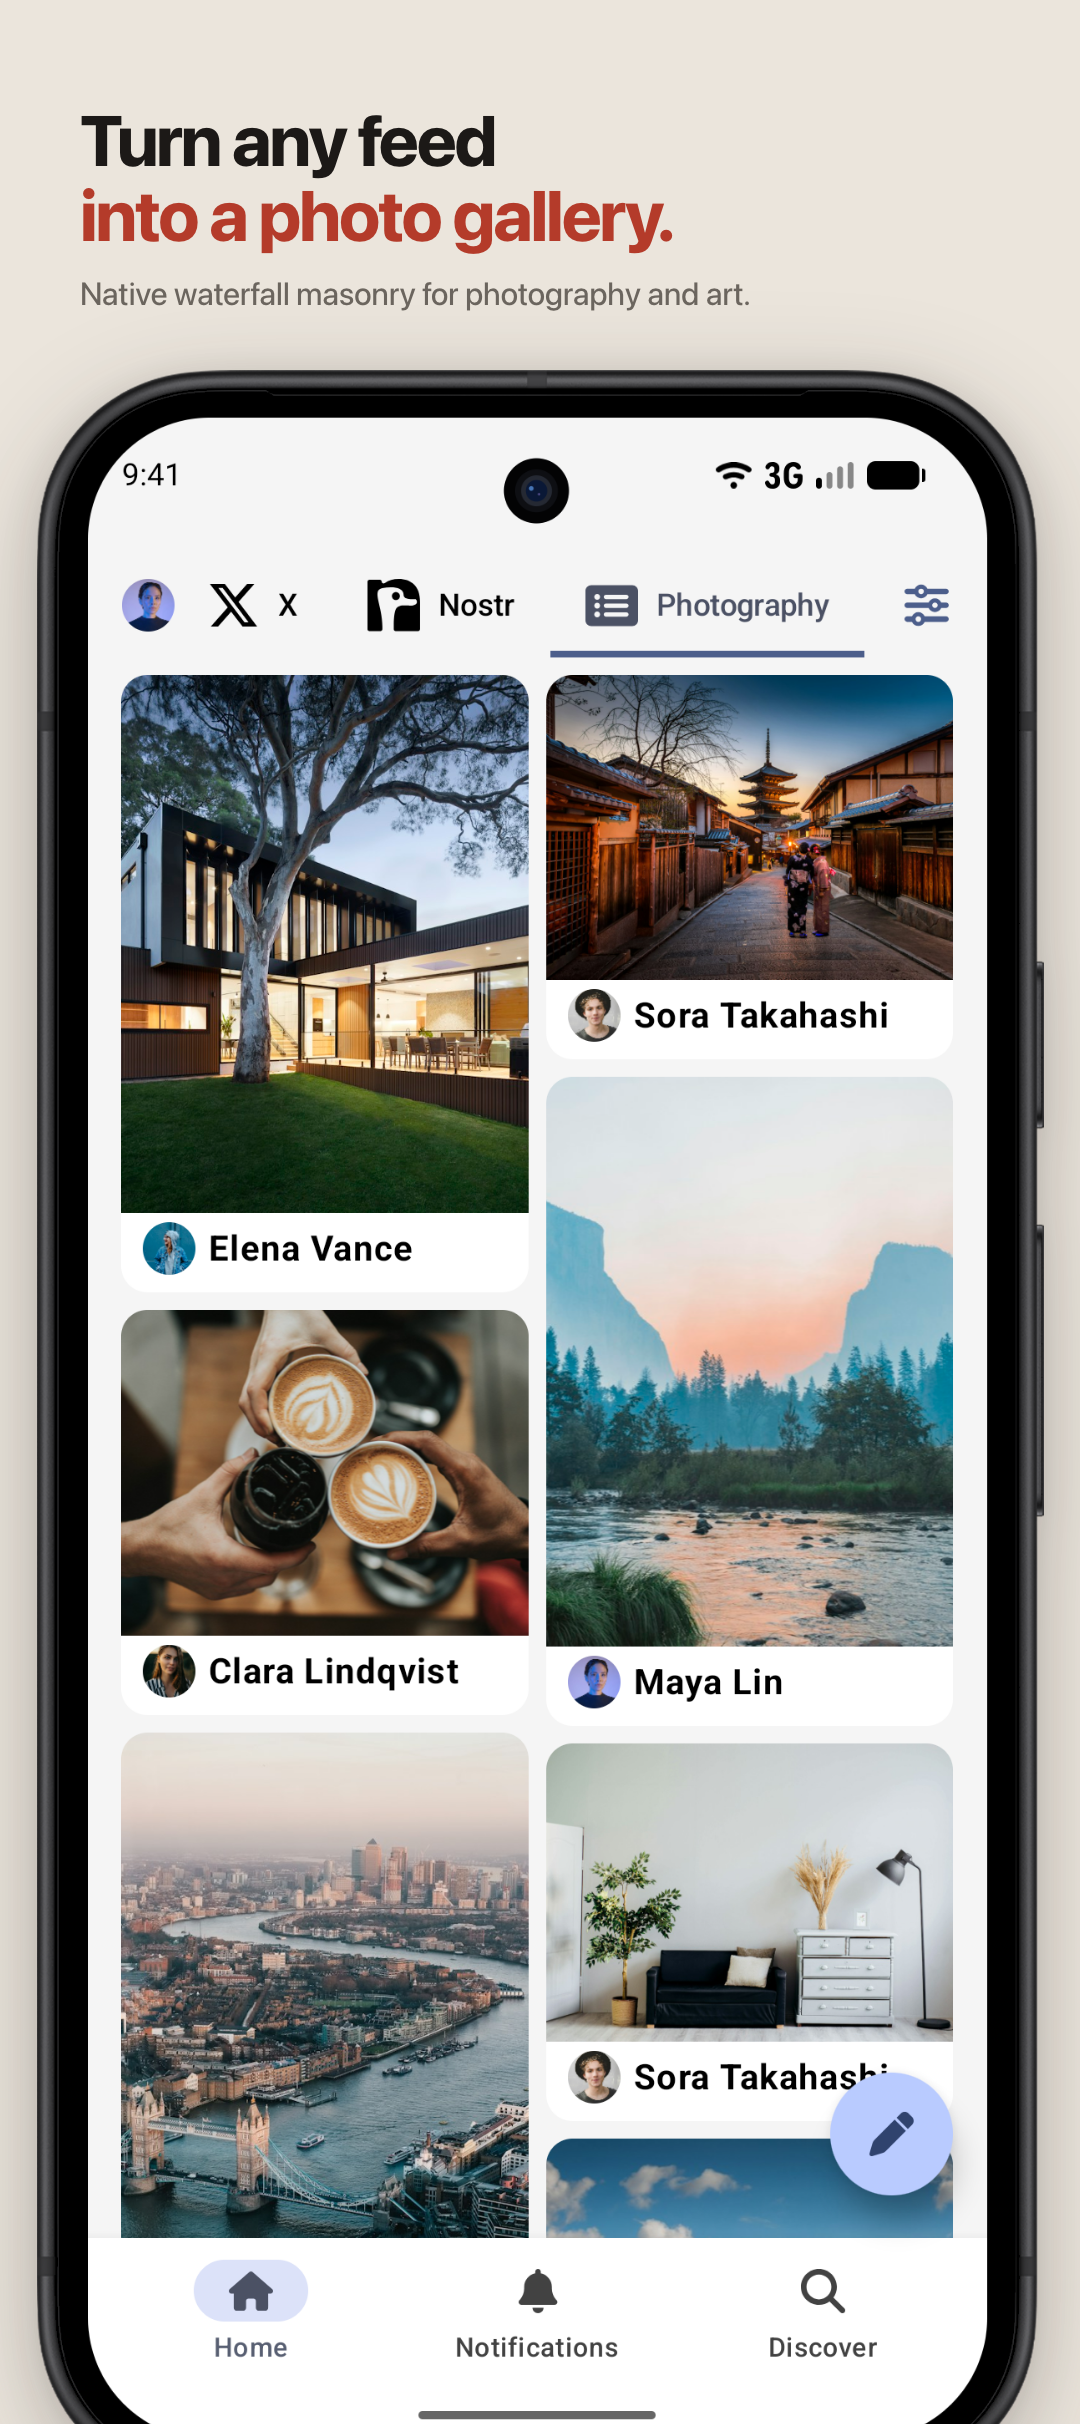 Turn any feed
into a photo gallery.
Native waterfall masonry for photography and art.
9:41
3G
X
Nostr
Photography
Elena Vance
Sora Takahashi
Clara Lindqvist
Maya Lin
Sora Takahashi
Home
Notifications
Discover